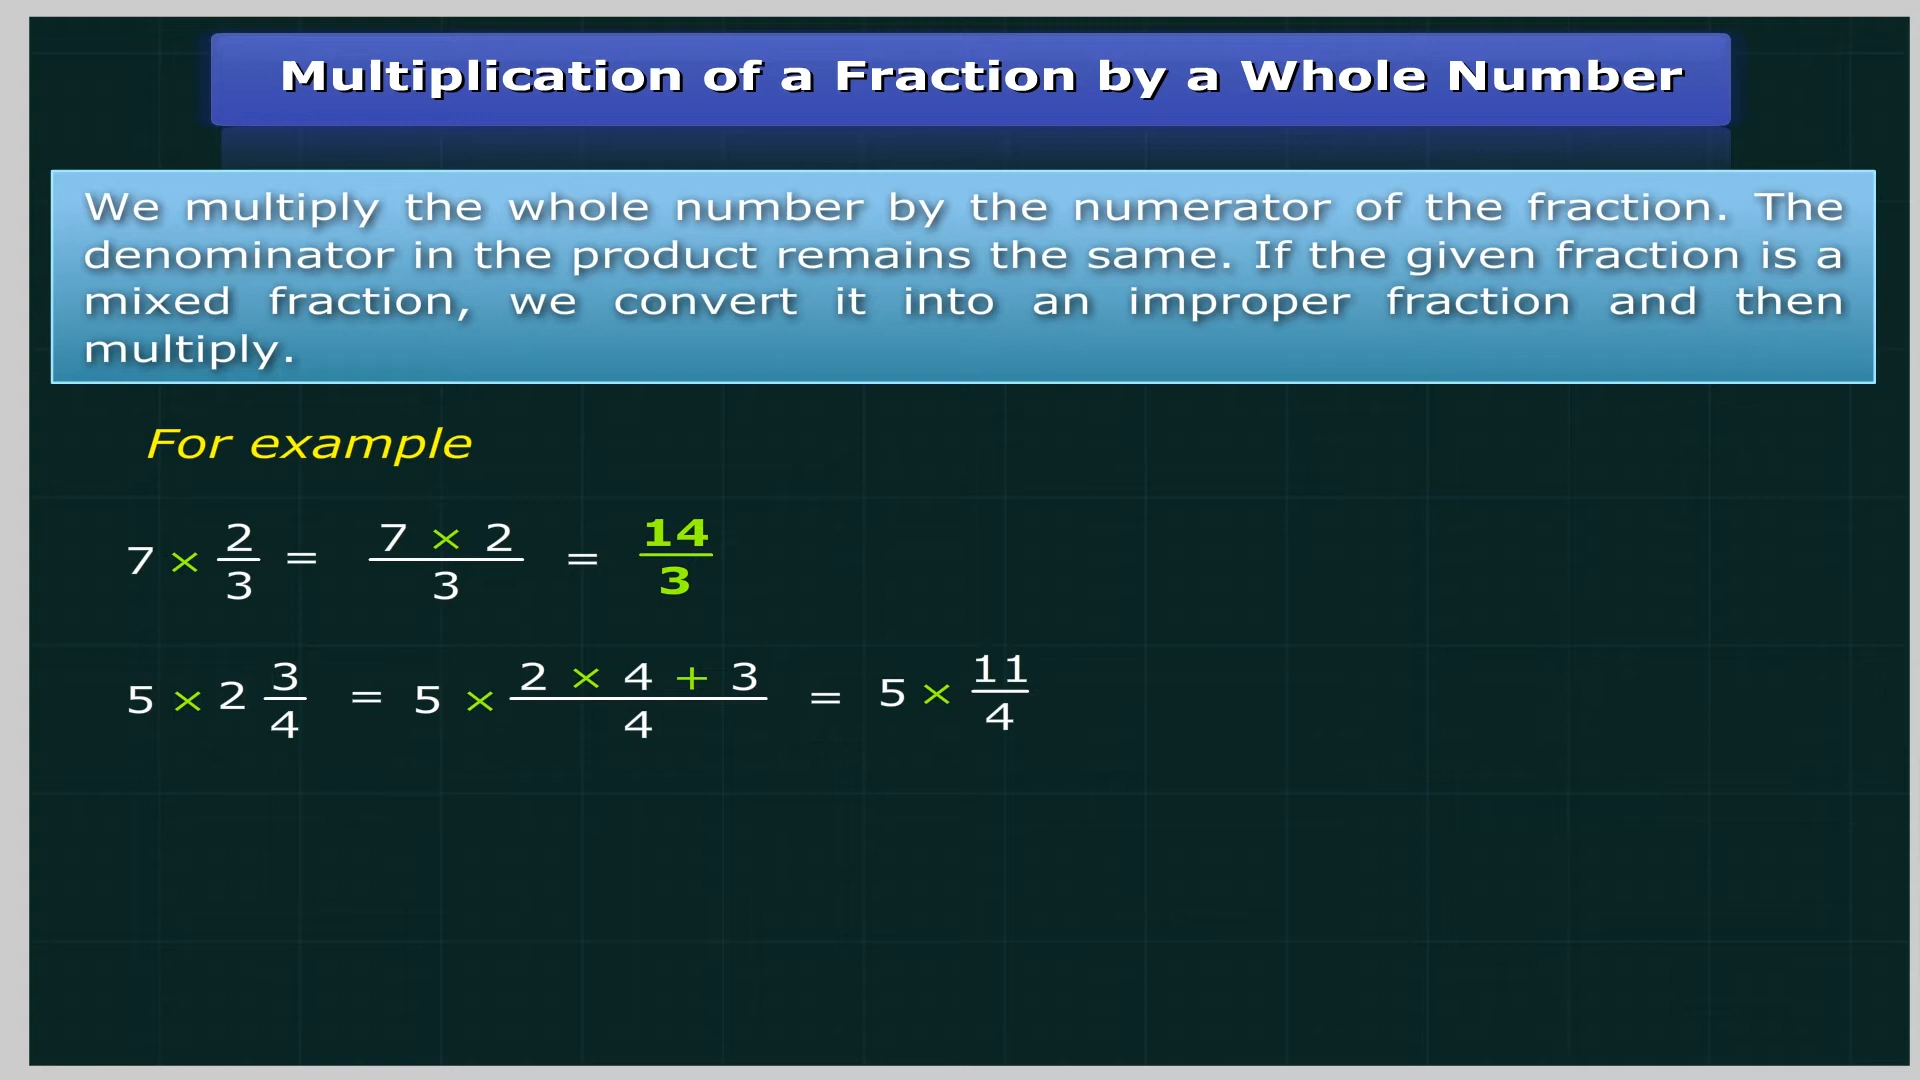 Multiplication of a Fraction by a Whole Number
We multiply the whole number by the numerator of the fraction. The
denominator in the product remains the same. If the given fraction is a
mixed fraction, we convert it into an improper fraction and then
multiply.
For example
7 × 2/3 = (7 × 2)/3 = 14/3
5 × 2 3/4 = 5 × (2 × 4 + 3)/4 = 5 × 11/4